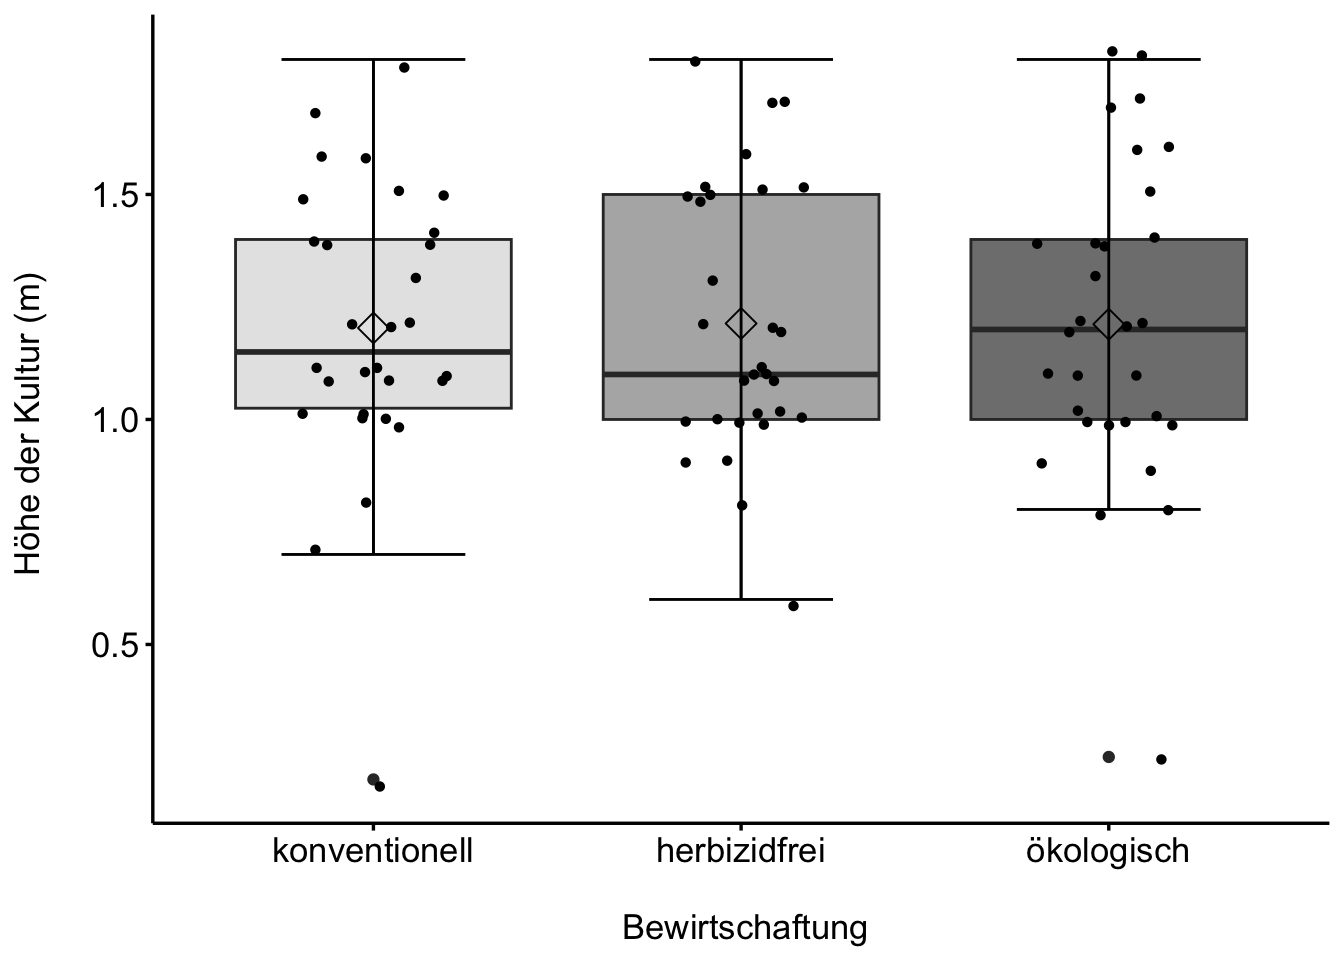 Höhe der Kultur (m)
1.5
1.0
0.5
konventionell herbizidfrei ökologisch
Bewirtschaftung